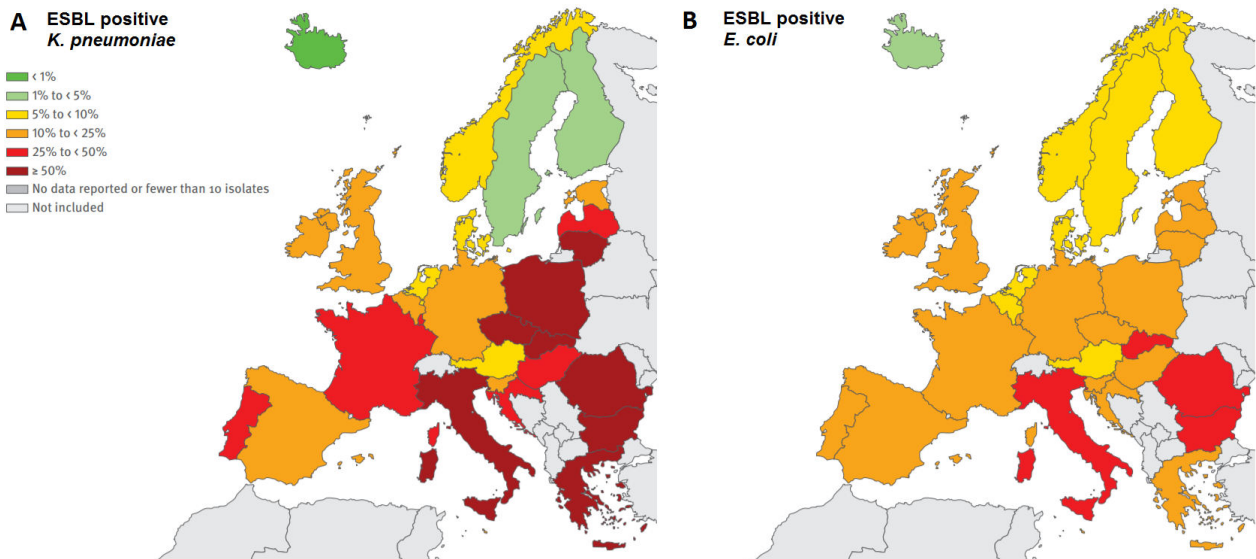 A
ESBL positive
K. pneumoniae
< 1%
1% to < 5%
5% to < 10%
10% to < 25%
25% to < 50%
≥ 50%
No data reported or fewer than 10 isolates
Not included
B
ESBL positive
E. coli